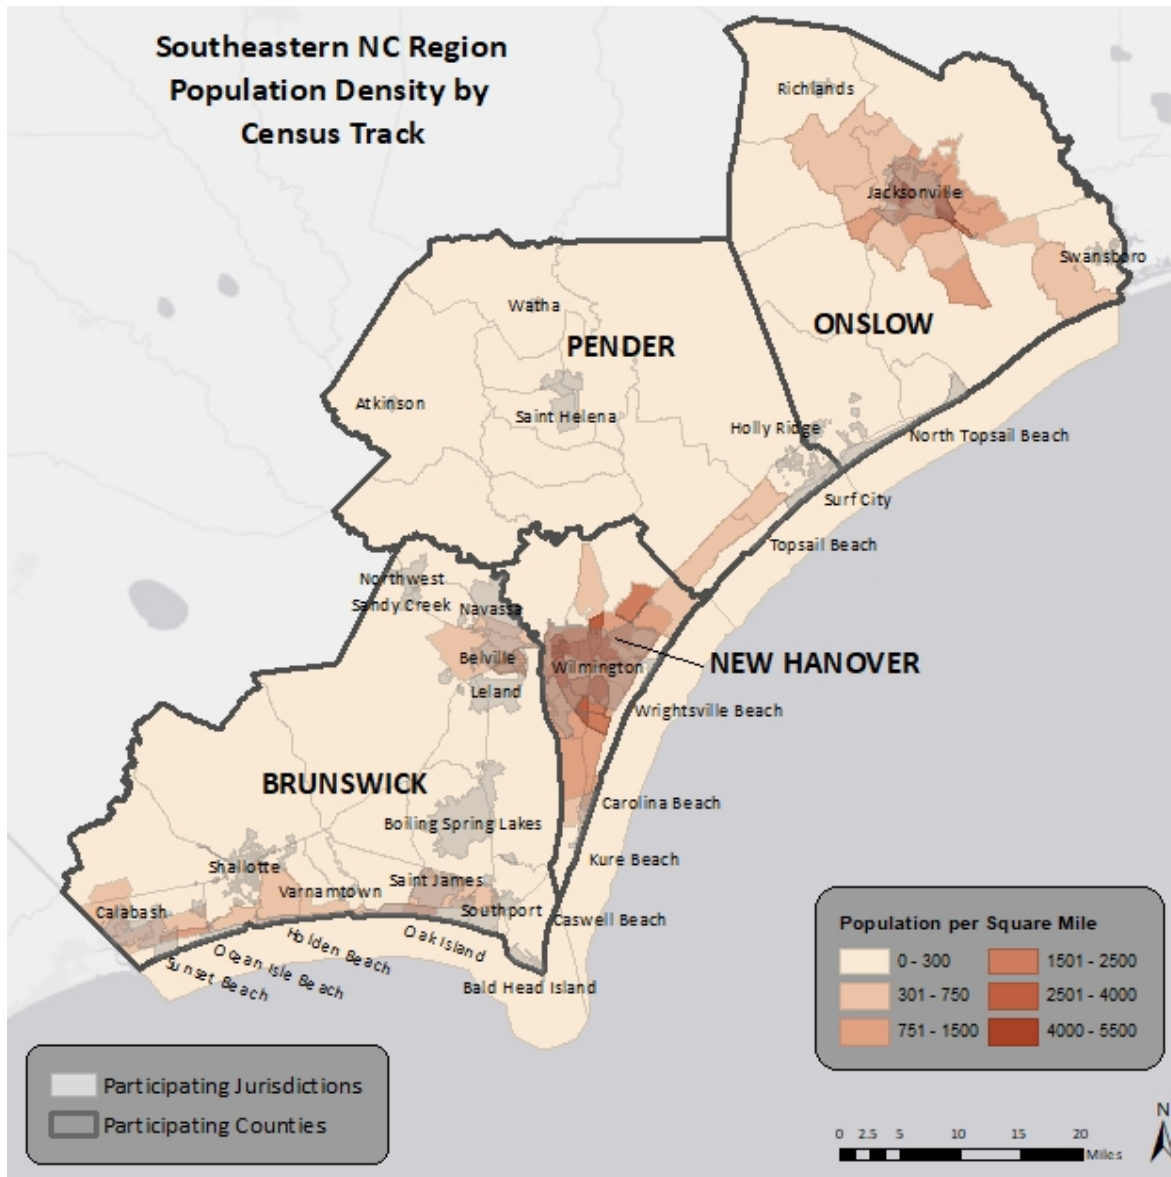 Southeastern NC Region
Population Density by
Census Track
Richlands
Jacksonville
Swansboro
Watha
PENDER
ONSLOW
Atkinson
Saint Helena
Holly Ridge
North Topsail Beach
Surf City
Topsail Beach
Northwest
Sandy Creek
Navassa
Belville
Wilmington
NEW HANOVER
Leland
Wrightsville Beach
BRUNSWICK
Carolina Beach
Boiling Spring Lakes
Kure Beach
Shallotte
Saint James
Varnamtown
Calabash
Southport
Caswell Beach
Oak Island
Holden Beach
Ocean Isle Beach
Sunset Beach
Bald Head Island
Population per Square Mile
0 - 300
1501 - 2500
301 - 750
2501 - 4000
751 - 1500
4000 - 5500
Participating Jurisdictions
Participating Counties
N
0 2.5 5 10 15 20
Miles